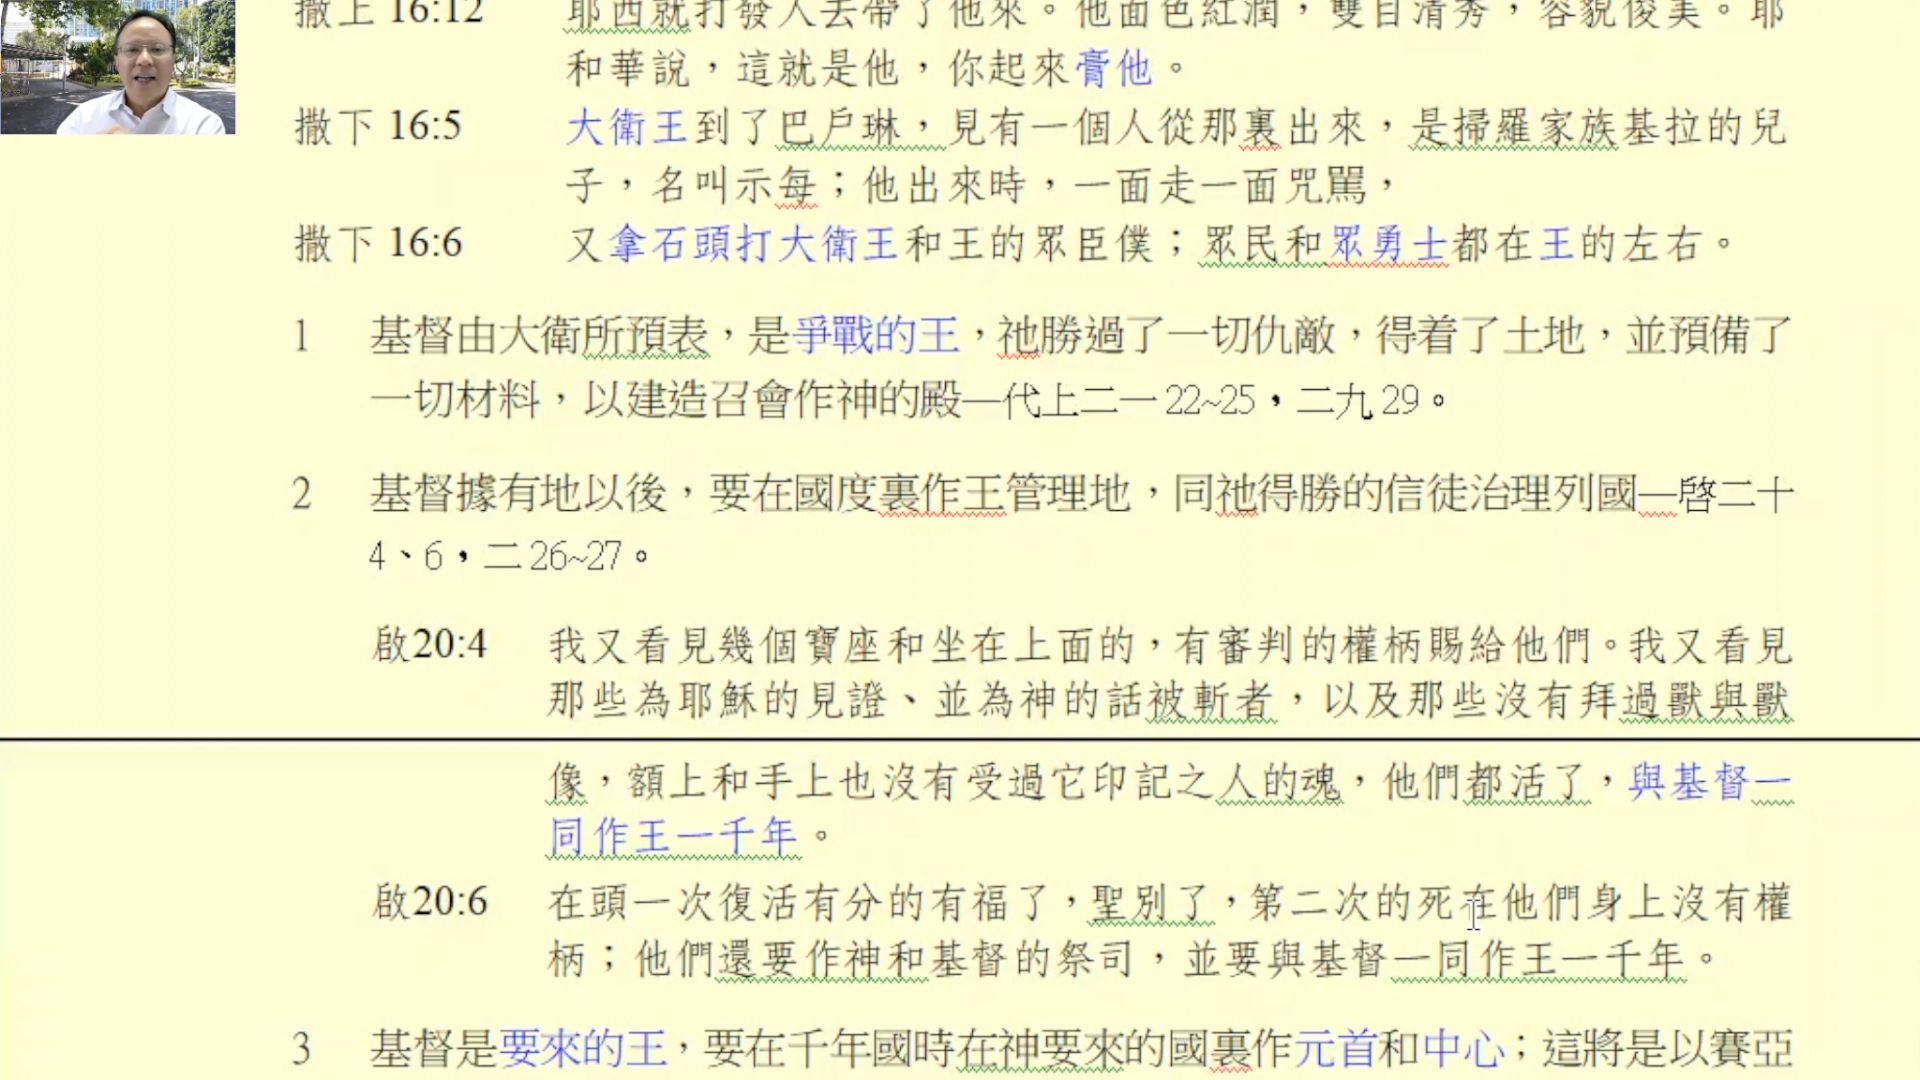 撒上 16:12 耶西就打發人去帶了他來。他面色紅潤，雙目清秀，容貌俊美。耶
和華說，這就是他，你起來膏他。
撒下 16:5 大衛王到了巴戶琳，見有一個人從那裏出來，是掃羅家族基拉的兒
子，名叫示每；他出來時，一面走一面咒罵，
撒下 16:6 又拿石頭打大衛王和王的眾臣僕；眾民和眾勇士都在王的左右。
1 基督由大衛所預表，是爭戰的王，祂勝過了一切仇敵，得着了土地，並預備了
一切材料，以建造召會作神的殿—代上二一22~25，二九29。
2 基督據有地以後，要在國度裏作王管理地，同祂得勝的信徒治理列國—啓二十
4、6，二26~27。
啟20:4 我又看見幾個寶座和坐在上面的，有審判的權柄賜給他們。我又看見
那些為耶穌的見證、並為神的話被斬者，以及那些沒有拜過獸與獸
像，額上和手上也沒有受過它印記之人的魂，他們都活了，與基督一
同作王一千年。
啟20:6 在頭一次復活有分的有福了，聖別了，第二次的死在他們身上沒有權
柄；他們還要作神和基督的祭司，並要與基督一同作王一千年。
3 基督是要來的王，要在千年國時在神要來的國裏作元首和中心；這將是以賽亞